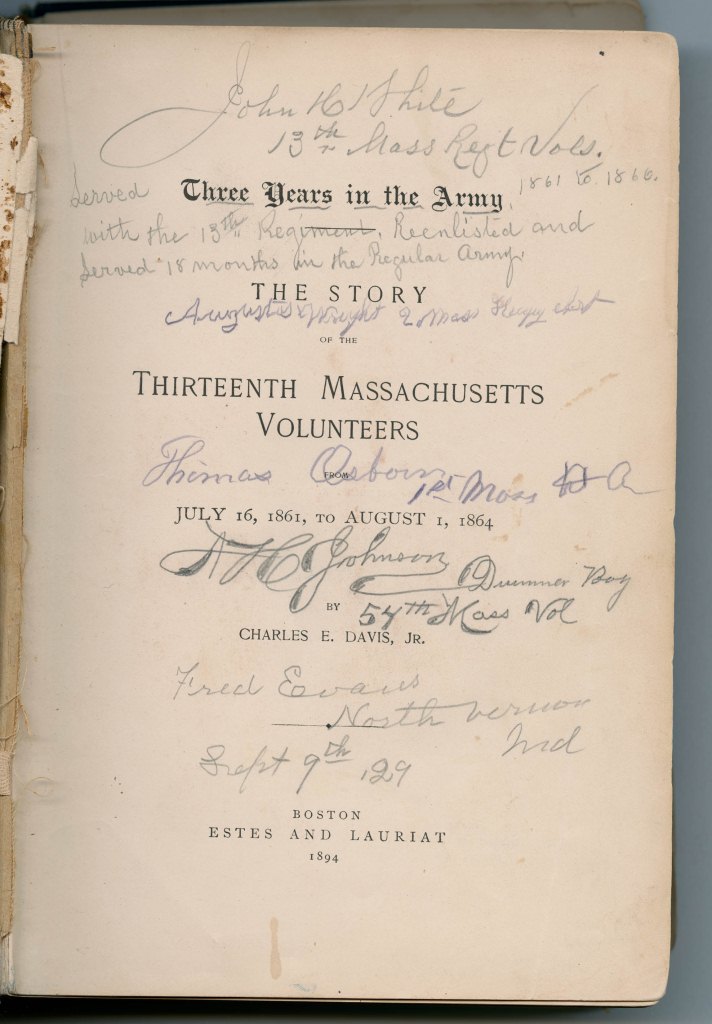 John H White
13th Mass Regt Vols.
1861 to 1866.
Three Years in the Army
Served
with the 13th Regiment. Reenlisted and
Served 18 months in the Regular Army.
THE STORY
Augustus Wright 2 Mass Heavy Art
OF THE
THIRTEENTH MASSACHUSETTS
VOLUNTEERS
Thomas Osborn
FROM
1st Mass H A
JULY 16, 1861, TO AUGUST 1, 1864
A H Johnson Drummer Boy
BY 54th Mass Vol
CHARLES E. DAVIS, JR.
Fred Evans
North Vernon
Ind
Sept 9th 129
BOSTON
ESTES AND LAURIAT
1894